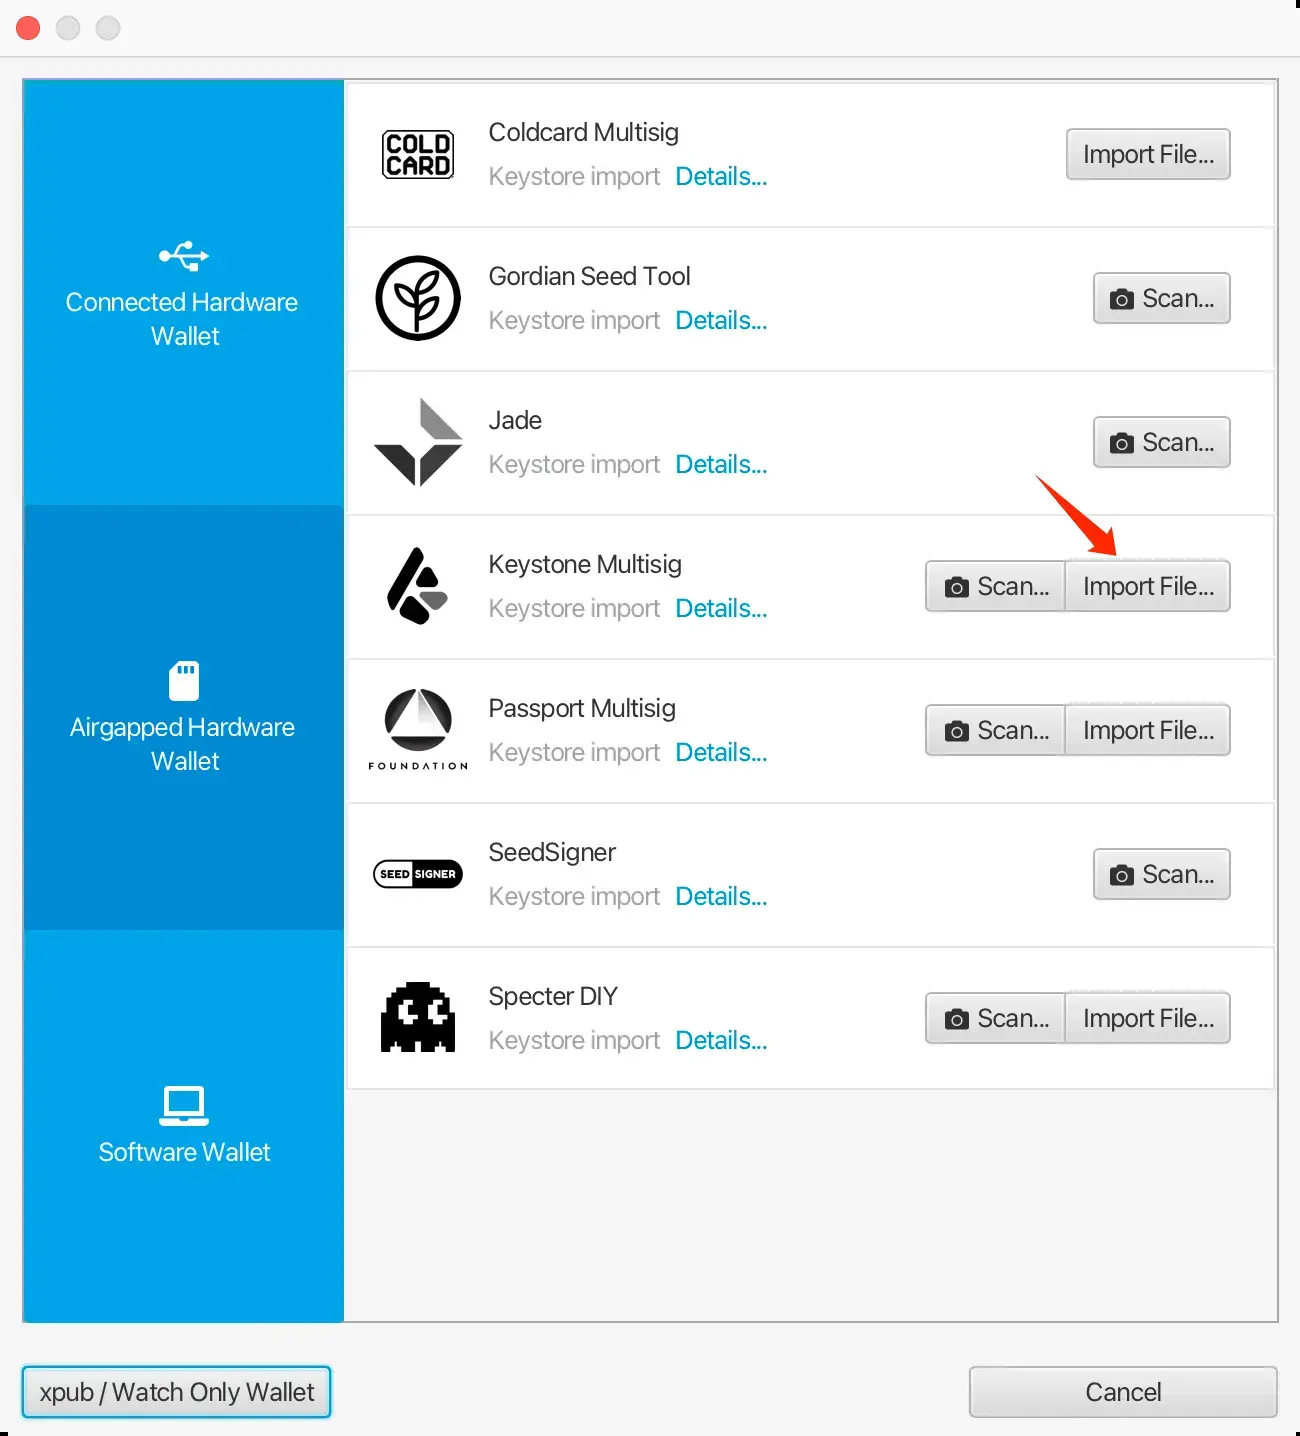 Connected Hardware
Wallet
Airgapped Hardware
Wallet
Software Wallet
COLD
CARD
Coldcard Multisig
Keystore import Details...
Import File...
Gordian Seed Tool
Keystore import Details...
Scan...
Jade
Keystore import Details...
Scan...
Keystone Multisig
Keystore import Details...
Scan... Import File...
FOUNDATION
Passport Multisig
Keystore import Details...
Scan... Import File...
SEED SIGNER
SeedSigner
Keystore import Details...
Scan...
Specter DIY
Keystore import Details...
Scan... Import File...
xpub / Watch Only Wallet
Cancel